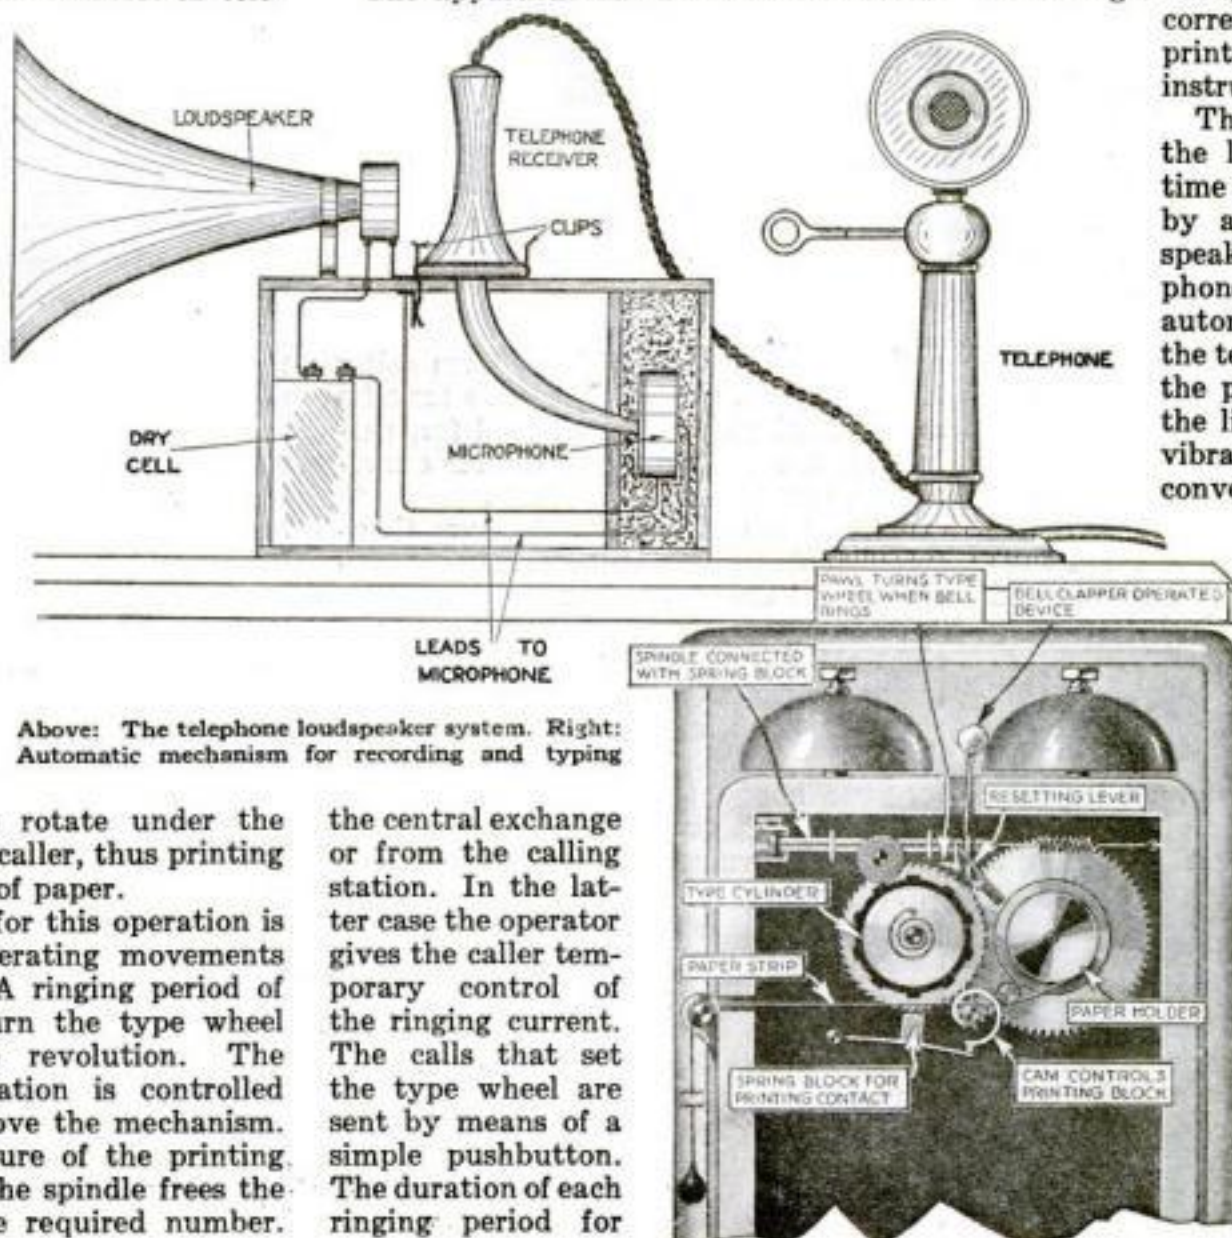 LOUDSPEAKER
TELEPHONE
RECEIVER
CLIPS
DRY
CELL
MICROPHONE
TELEPHONE
LEADS TO
MICROPHONE
corre
print
instru
Th
the l
time
by a
speak
phon
autor
the te
the p
the li
vibra
conve
PAWL TURNS TYPE
WHEEL WHEN BELL
RINGS
BELL CLAPPER OPERATED
DEVICE
SPINDLE CONNECTED
WITH SPRING BLOCK
RESETTING LEVER
TYPE CYLINDER
PAPER STRIP
PAPER HOLDER
SPRING BLOCK FOR
PRINTING CONTACT
CAM CONTROLS
PRINTING BLOCK
Above: The telephone loudspeaker system. Right:
Automatic mechanism for recording and typing
rotate under the
caller, thus printing
of paper.
for this operation is
erating movements
A ringing period of
urn the type wheel
revolution. The
ation is controlled
ove the mechanism.
ure of the printing
he spindle frees the
e required number.
the central exchange
or from the calling
station. In the lat-
ter case the operator
gives the caller tem-
porary control of
the ringing current.
The calls that set
the type wheel are
sent by means of a
simple pushbutton.
The duration of each
ringing period for